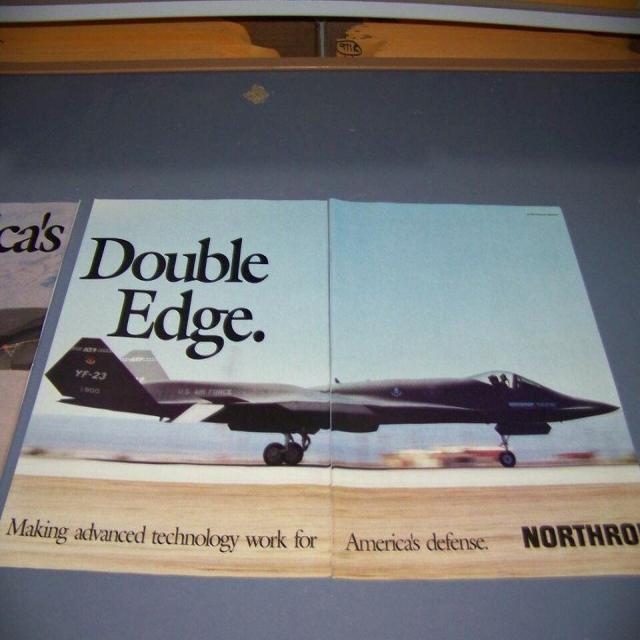 ca's
Double
Edge.
YF-23
U.S. AIR FORCE
Making advanced technology work for America's defense.
NORTHRO